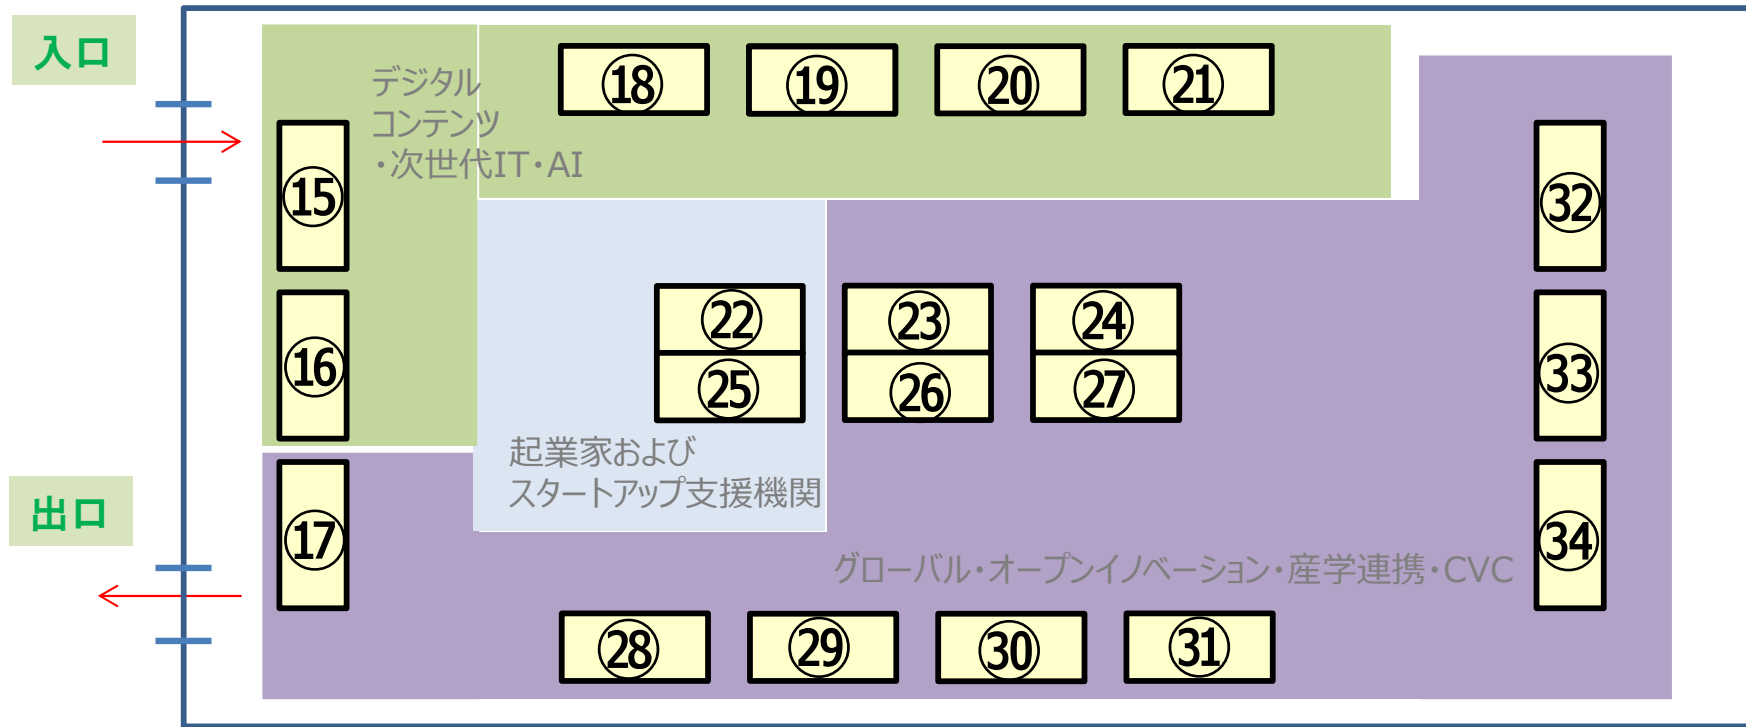 入口
デジタル
コンテンツ
・次世代IT・AI
⑱ ⑲ ⑳ ㉑
⑮
㉜
⑯
㉒ ㉓ ㉔
㉕ ㉖ ㉗
㉝
起業家および
スタートアップ支援機関
出口
⑰
㉞
グローバル・オープンイノベーション・産学連携・CVC
㉘ ㉙ ㉚ ㉛